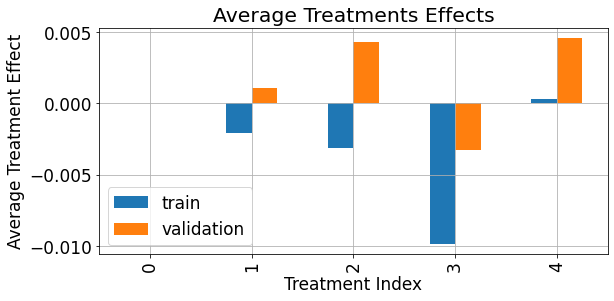 Average Treatments Effects
Average Treatment Effect
0.005
0.000
−0.005
−0.010
train
validation
0 1 2 3 4
Treatment Index